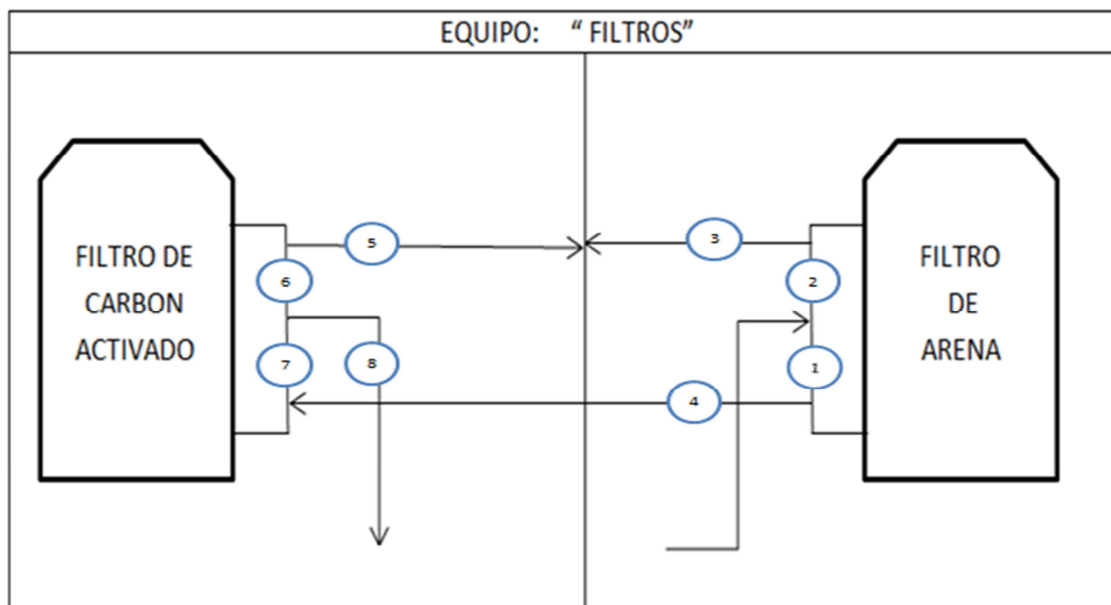 EQUIPO: “ FILTROS”
FILTRO DE
CARBON
ACTIVADO
5
6
7
8
3
2
1
4
FILTRO
DE
ARENA